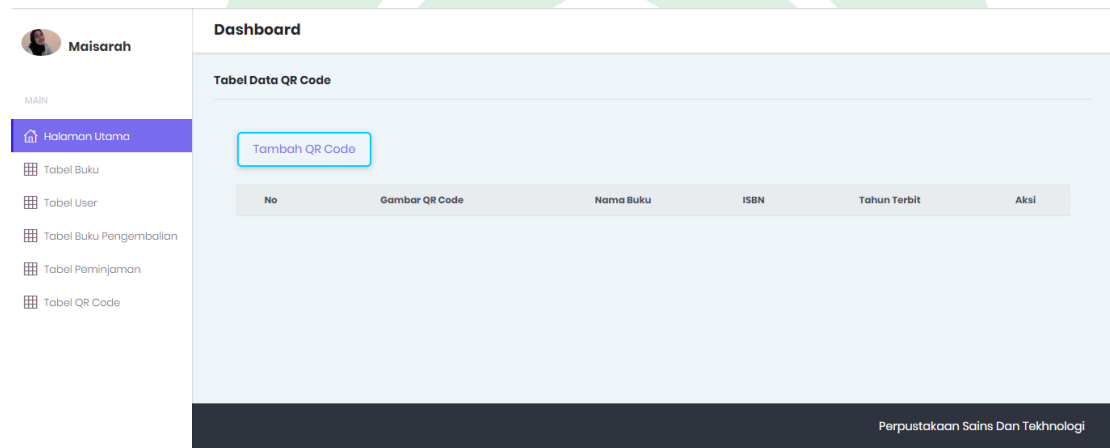 Maisarah
MAIN
Halaman Utama
Tabel Buku
Tabel User
Tabel Buku Pengembalian
Tabel Peminjaman
Tabel QR Code
Dashboard
Tabel Data QR Code
Tambah QR Code
No Gambar QR Code Nama Buku ISBN Tahun Terbit Aksi
Perpustakaan Sains Dan Tekhnologi